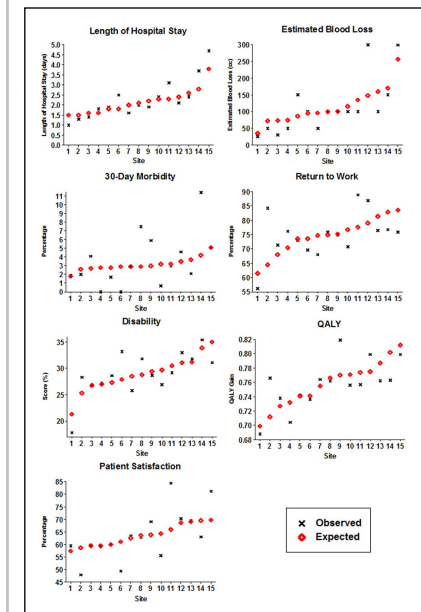 Length of Hospital Stay
Length of Hospital Stay (days)
5.0
4.5
4.0
3.5
3.0
2.5
2.0
1.5
1.0
0.5
0.0
1 2 3 4 5 6 7 8 9 10 11 12 13 14 15
Site
Estimated Blood Loss
Estimated Blood Loss (cc)
300
250
200
150
100
50
0
1 2 3 4 5 6 7 8 9 10 11 12 13 14 15
Site
30-Day Morbidity
Percentage
11
10
9
8
7
6
5
4
3
2
1
0
1 2 3 4 5 6 7 8 9 10 11 12 13 14 15
Site
Return to Work
Percentage
90
85
80
75
70
65
60
55
1 2 3 4 5 6 7 8 9 10 11 12 13 14 15
Site
Disability
Score (%)
35
30
25
20
1 2 3 4 5 6 7 8 9 10 11 12 13 14 15
Site
QALY
QALY Gain
0.82
0.80
0.78
0.76
0.74
0.72
0.70
0.68
1 2 3 4 5 6 7 8 9 10 11 12 13 14 15
Site
Patient Satisfaction
Percentage
85
80
75
70
65
60
55
50
45
1 2 3 4 5 6 7 8 9 10 11 12 13 14 15
Site
Observed
Expected